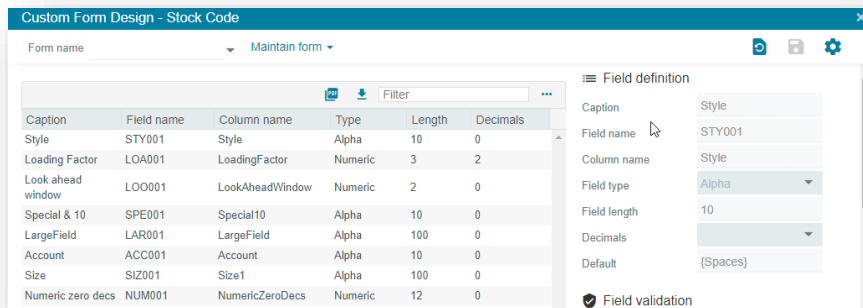 Custom Form Design - Stock Code
Form name
Maintain form
PDF
Filter
Caption Field name Column name Type Length Decimals
Style STY001 Style Alpha 10 0
Loading Factor LOA001 LoadingFactor Numeric 3 2
Look ahead
window LOO001 LookAheadWindow Numeric 2 0
Special & 10 SPE001 Special10 Alpha 10 0
LargeField LAR001 LargeField Alpha 100 0
Account ACC001 Account Alpha 10 0
Size SIZ001 Size1 Alpha 100 0
Numeric zero decs NUM001 NumericZeroDecs Numeric 12 0
Field definition
Caption Style
Field name STY001
Column name Style
Field type Alpha
Field length 10
Decimals
Default {Spaces}
Field validation